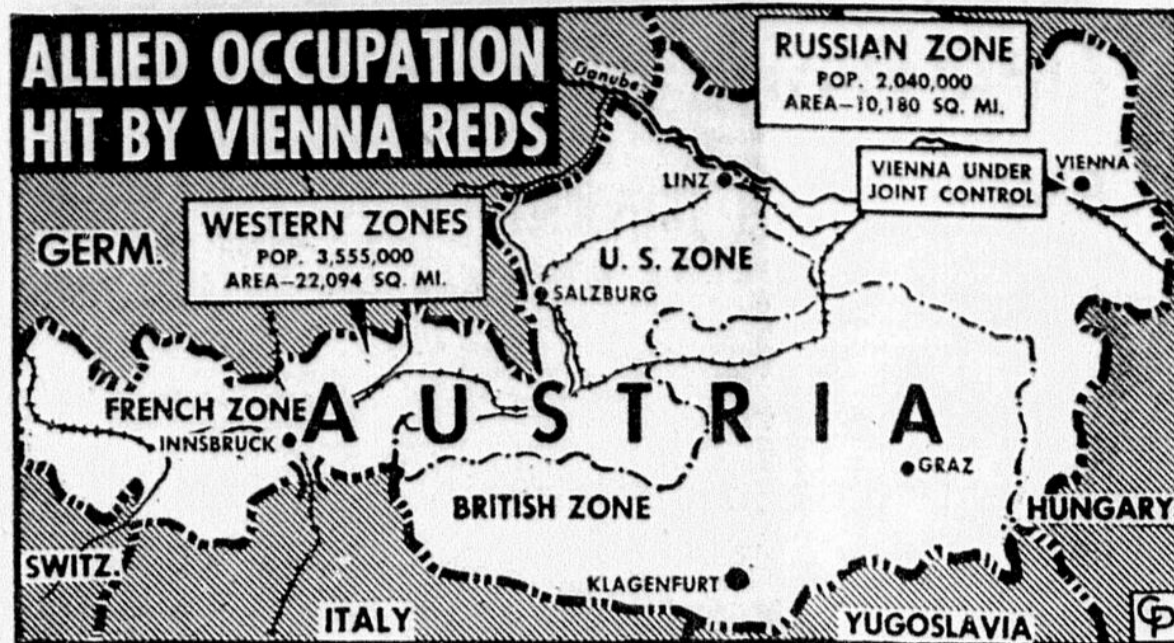 ALLIED OCCUPATION
HIT BY VIENNA REDS
RUSSIAN ZONE
POP. 2,040,000
AREA—10,180 SQ. MI.
Danube
VIENNA UNDER
JOINT CONTROL
VIENNA
LINZ
WESTERN ZONES
POP. 3,555,000
AREA—22,094 SQ. MI.
GERM.
U. S. ZONE
SALZBURG
FRENCH ZONE
AUSTRIA
INNSBRUCK
GRAZ
BRITISH ZONE
HUNGARY
SWITZ.
KLAGENFURT
ITALY
YUGOSLAVIA